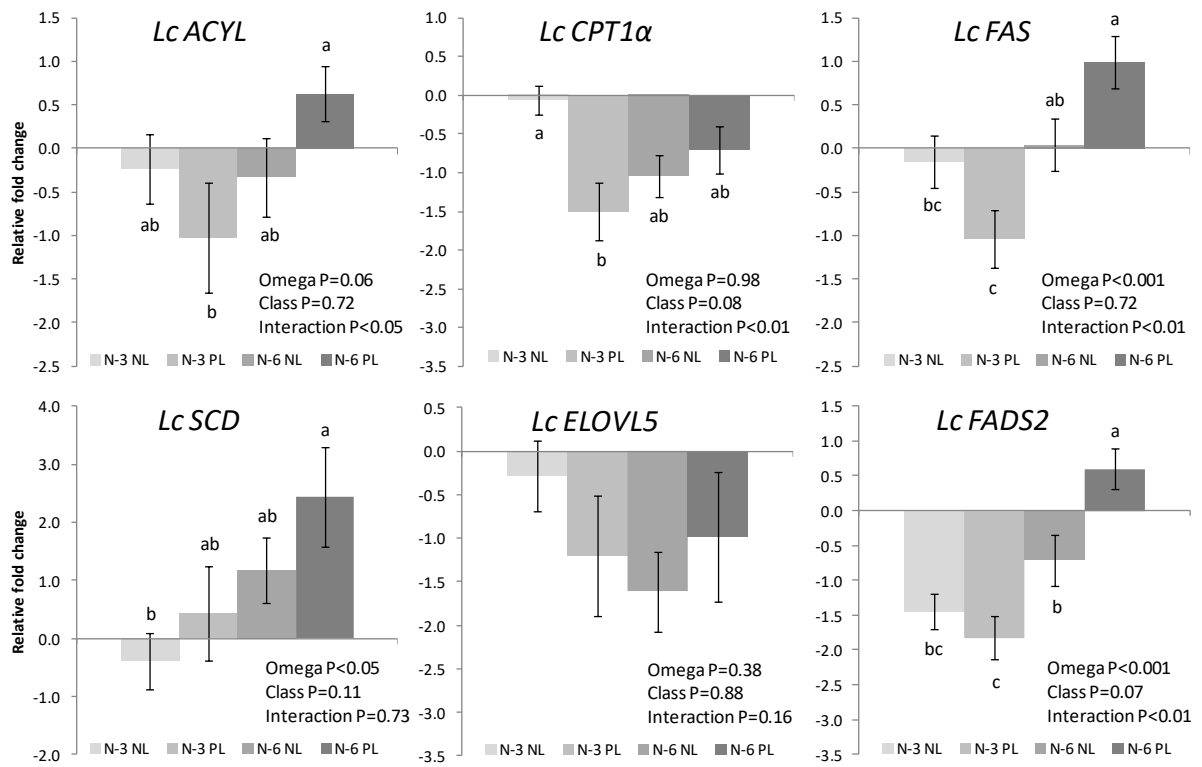 Lc ACYL
Relative fold change
1.5
1.0
0.5
0.0
-0.5
-1.0
-1.5
-2.0
-2.5
ab
b
ab
a
Omega P=0.06
Class P=0.72
Interaction P<0.05
N-3 NL N-3 PL N-6 NL N-6 PL
Lc CPT1α
1.0
0.5
0.0
-0.5
-1.0
-1.5
-2.0
-2.5
-3.0
-3.5
a
b
ab
ab
Omega P=0.98
Class P=0.08
Interaction P<0.01
N-3 NL N-3 PL N-6 NL N-6 PL
Lc FAS
1.5
1.0
0.5
0.0
-0.5
-1.0
-1.5
-2.0
-2.5
bc
c
ab
a
Omega P<0.001
Class P=0.72
Interaction P<0.01
N-3 NL N-3 PL N-6 NL N-6 PL
Lc SCD
Relative fold change
4.0
3.0
2.0
1.0
0.0
-1.0
-2.0
b
ab
ab
a
Omega P<0.05
Class P=0.11
Interaction P=0.73
N-3 NL N-3 PL N-6 NL N-6 PL
Lc ELOVL5
0.5
0.0
-0.5
-1.0
-1.5
-2.0
-2.5
-3.0
-3.5
Omega P=0.38
Class P=0.88
Interaction P=0.16
N-3 NL N-3 PL N-6 NL N-6 PL
Lc FADS2
1.5
1.0
0.5
0.0
-0.5
-1.0
-1.5
-2.0
-2.5
-3.0
-3.5
bc
c
b
a
Omega P<0.001
Class P=0.07
Interaction P<0.01
N-3 NL N-3 PL N-6 NL N-6 PL